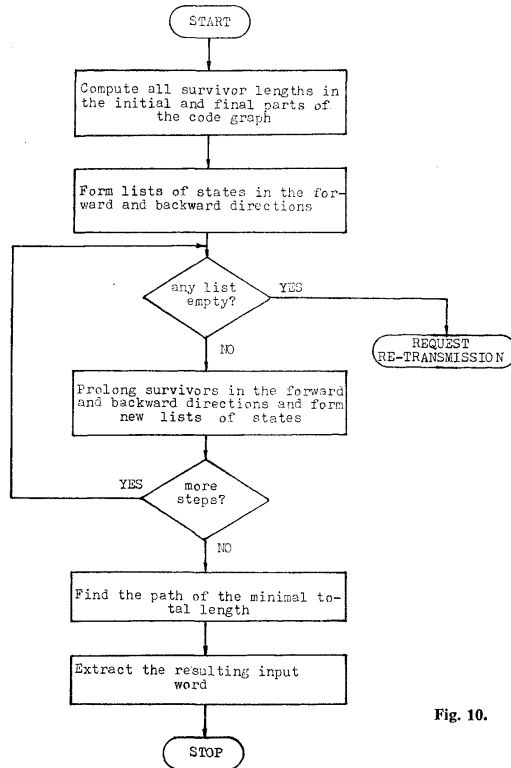 START
Compute all survivor lengths in
the initial and final parts of
the code graph
Form lists of states in the for-
ward and backward directions
any list
empty?
YES
NO
REQUEST
RE-TRANSMISSION
Prolong survivors in the forward
and backward directions and form
new lists of states
YES
more
steps?
NO
Find the path of the minimal to-
tal length
Extract the resulting input
word
Fig. 10.
STOP